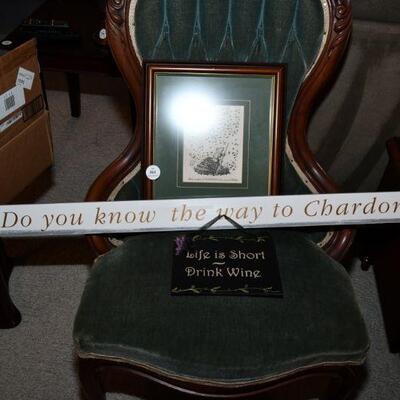 Do you know the way to Chardon
Life is Short
~
Drink Wine